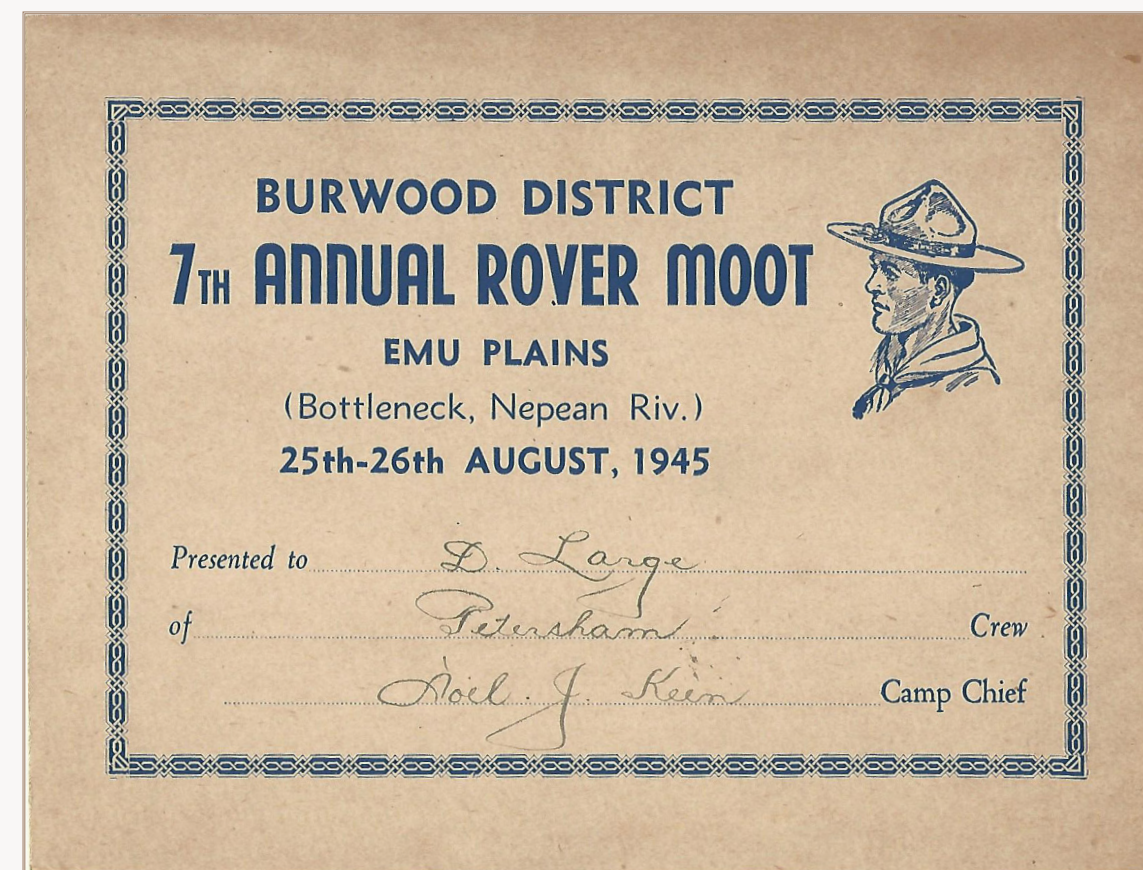 BURWOOD DISTRICT
7TH ANNUAL ROVER MOOT
EMU PLAINS
(Bottleneck, Nepean Riv.)
25th-26th AUGUST, 1945
Presented to D. Large
of Petersham Crew
Noel J. Keen Camp Chief